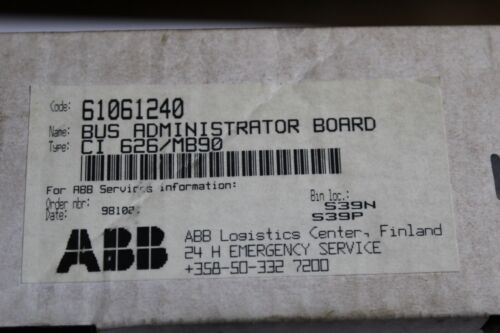 Code: 61061240
Name: BUS ADMINISTRATOR BOARD
Type: CI 626/MB90
For ABB Services information:
Order nbr:
Date: 98102
Bin loc.:
S39N
S39P
ABB
ABB Logistics Center, Finland
24 H EMERGENCY SERVICE
+358-50-332 7200